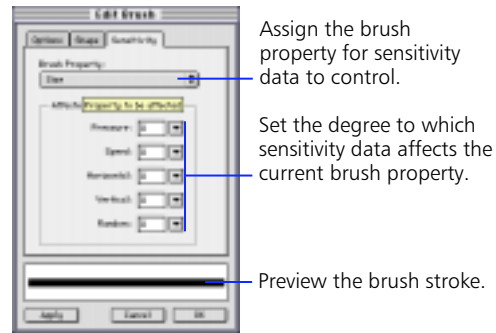 Edit Brush
Options Shape Sensitivity
Brush Property:
Size
Property to be affected
Pressure:
Speed:
Horizontal:
Vertical:
Random:
Apply Cancel OK
Assign the brush
property for sensitivity
data to control.
Set the degree to which
sensitivity data affects the
current brush property.
Preview the brush stroke.